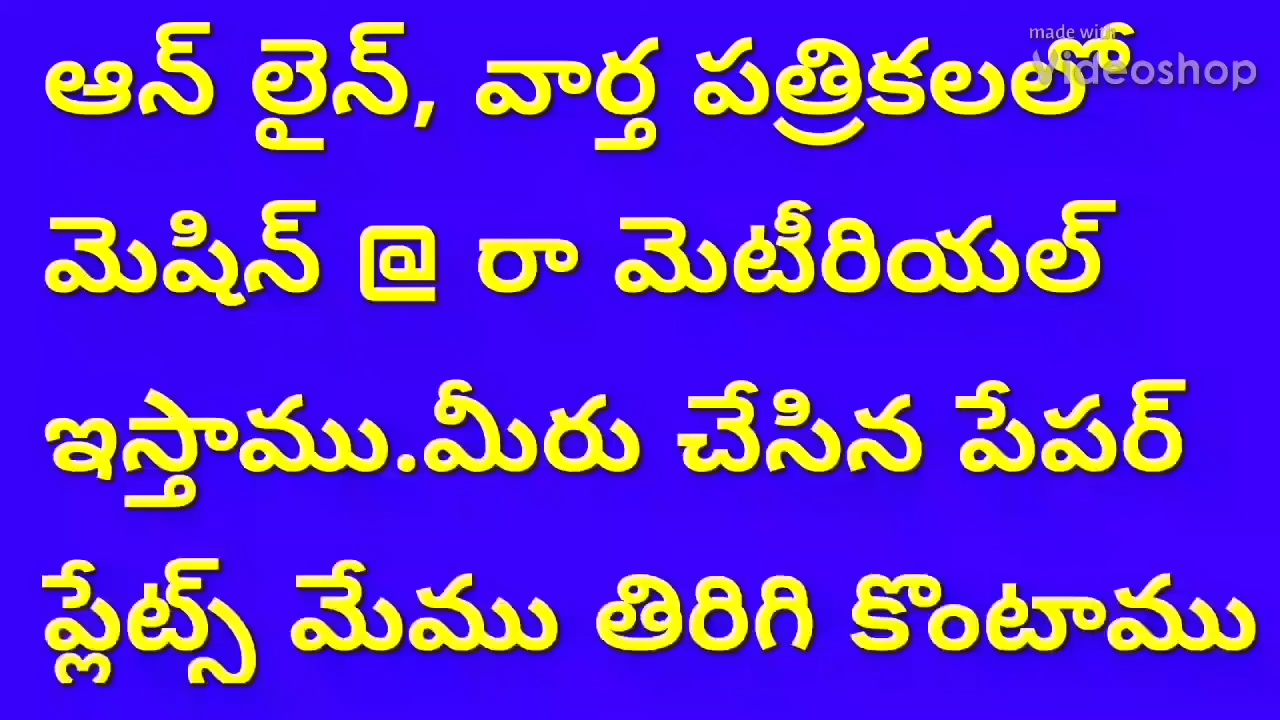 made with
Videoshop
ఆన్ లైన్, వార్త పత్రికలలో
మెషిన్ @ రా మెటీరియల్
ఇస్తాము.మీరు చేసిన పేపర్
ప్లేట్స్ మేము తిరిగి కొంటాము